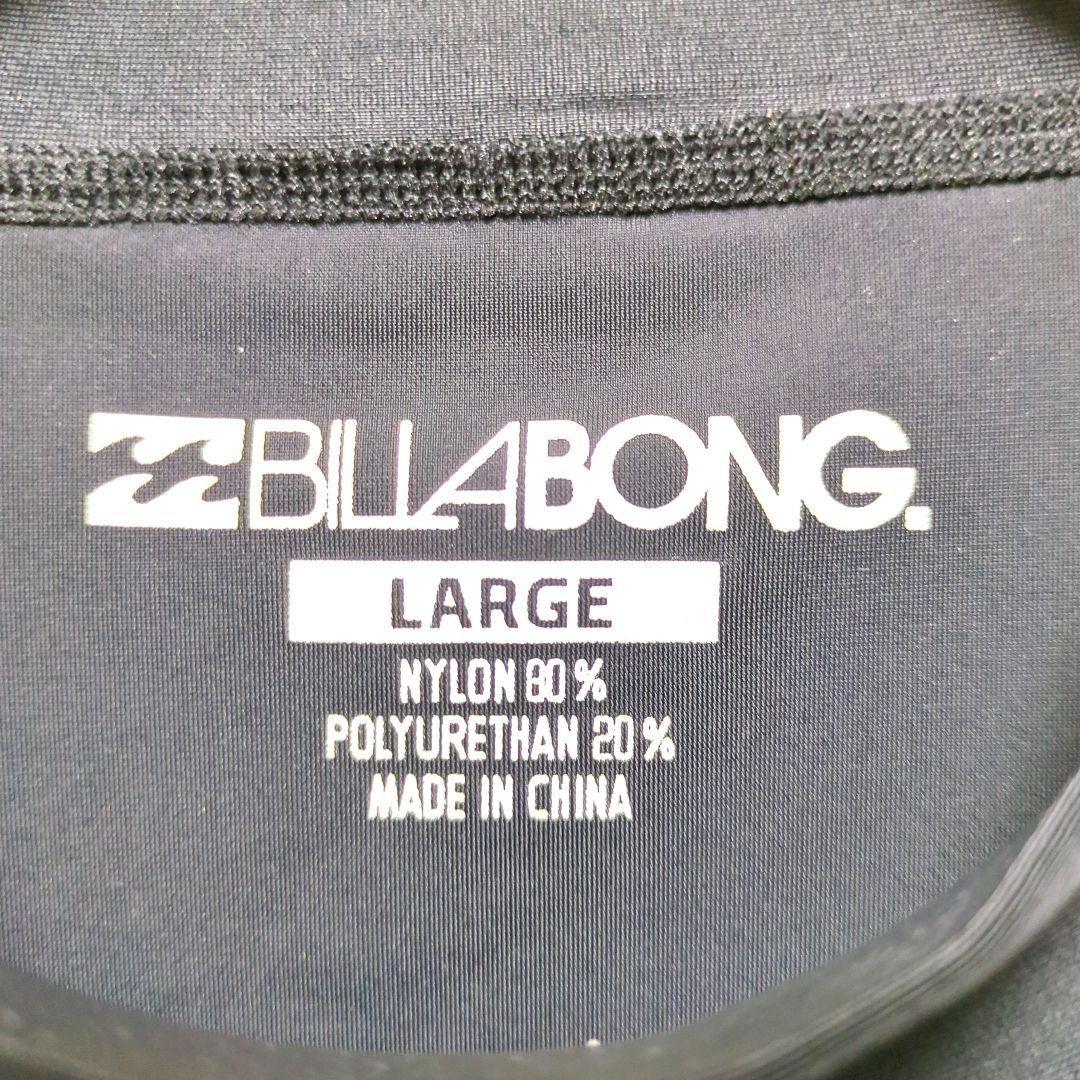 BILLABONG.
LARGE
NYLON 80%
POLYURETHAN 20%
MADE IN CHINA